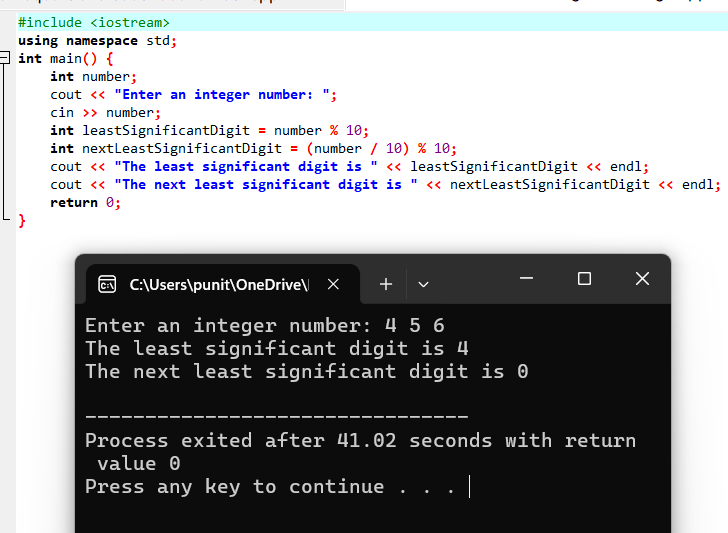 #include <iostream>
using namespace std;
int main() {
int number;
cout << "Enter an integer number: ";
cin >> number;
int leastSignificantDigit = number % 10;
int nextLeastSignificantDigit = (number / 10) % 10;
cout << "The least significant digit is " << leastSignificantDigit << endl;
cout << "The next least significant digit is " << nextLeastSignificantDigit << endl;
return 0;
}
C:\Users\punit\OneDrive\
Enter an integer number: 4 5 6
The least significant digit is 4
The next least significant digit is 0
--------------------------------
Process exited after 41.02 seconds with return
value 0
Press any key to continue . . .